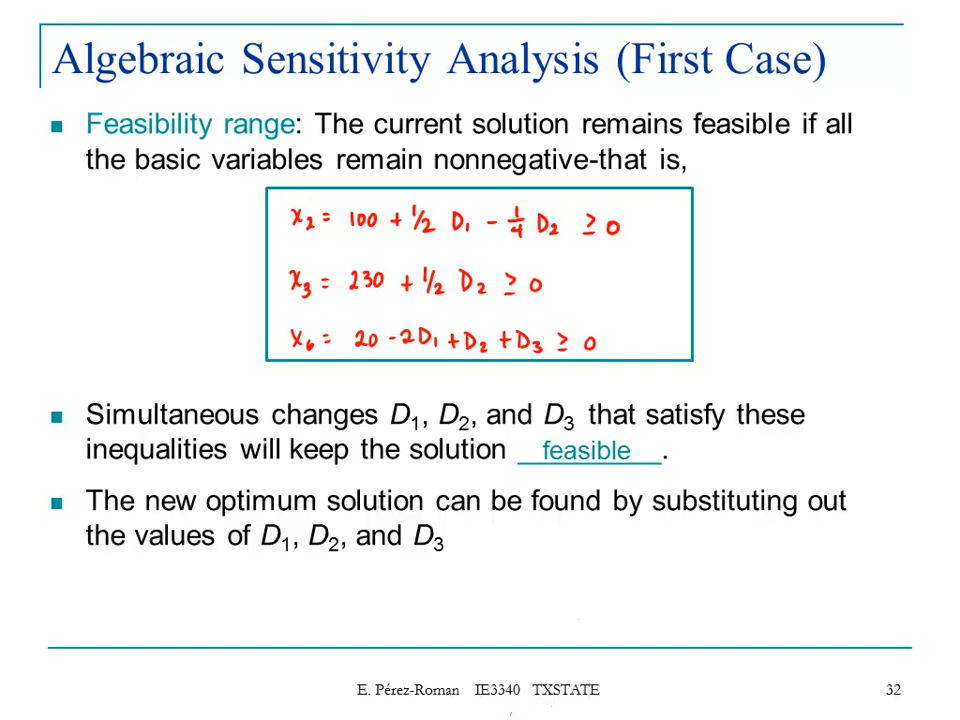 Algebraic Sensitivity Analysis (First Case)
Feasibility range: The current solution remains feasible if all
the basic variables remain nonnegative-that is,
x₂ = 100 + 1/2 D₁ - 1/4 D₂ ≥ 0
x₃ = 230 + 1/2 D₂ ≥ 0
x₆ = 20 - 2D₁ + D₂ + D₃ ≥ 0
Simultaneous changes D₁, D₂, and D₃ that satisfy these
inequalities will keep the solution feasible.
The new optimum solution can be found by substituting out
the values of D₁, D₂, and D₃
E. Pérez-Roman IE3340 TXSTATE 32